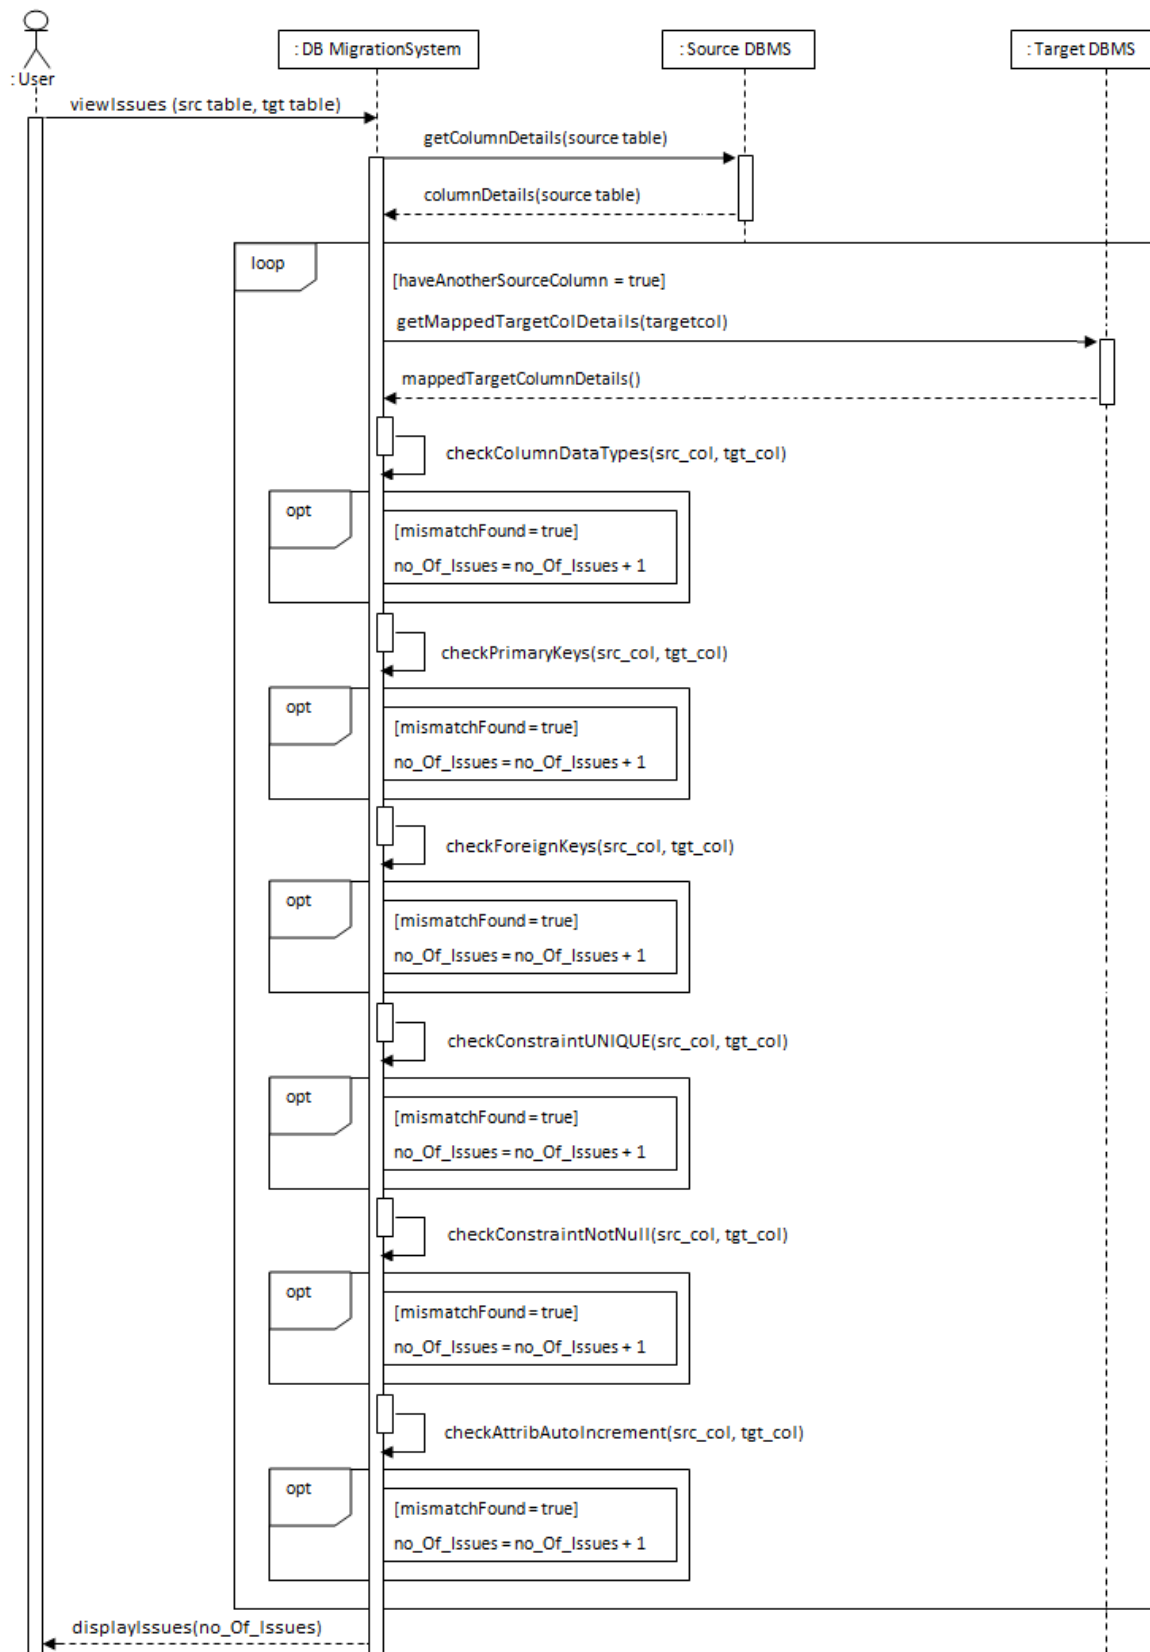 : DB MigrationSystem
: Source DBMS
: Target DBMS
: User
viewIssues (src table, tgt table)
getColumnDetails(source table)
columnDetails(source table)
loop
[haveAnotherSourceColumn = true]
getMappedTargetColDetails(targetcol)
mappedTargetColumnDetails()
checkColumnDataTypes(src_col, tgt_col)
opt
[mismatchFound = true]
no_Of_Issues = no_Of_Issues + 1
checkPrimaryKeys(src_col, tgt_col)
opt
[mismatchFound = true]
no_Of_Issues = no_Of_Issues + 1
checkForeignKeys(src_col, tgt_col)
opt
[mismatchFound = true]
no_Of_Issues = no_Of_Issues + 1
checkConstraintUNIQUE(src_col, tgt_col)
opt
[mismatchFound = true]
no_Of_Issues = no_Of_Issues + 1
checkConstraintNotNull(src_col, tgt_col)
opt
[mismatchFound = true]
no_Of_Issues = no_Of_Issues + 1
checkAttribAutoIncrement(src_col, tgt_col)
opt
[mismatchFound = true]
no_Of_Issues = no_Of_Issues + 1
displayIssues(no_Of_Issues)